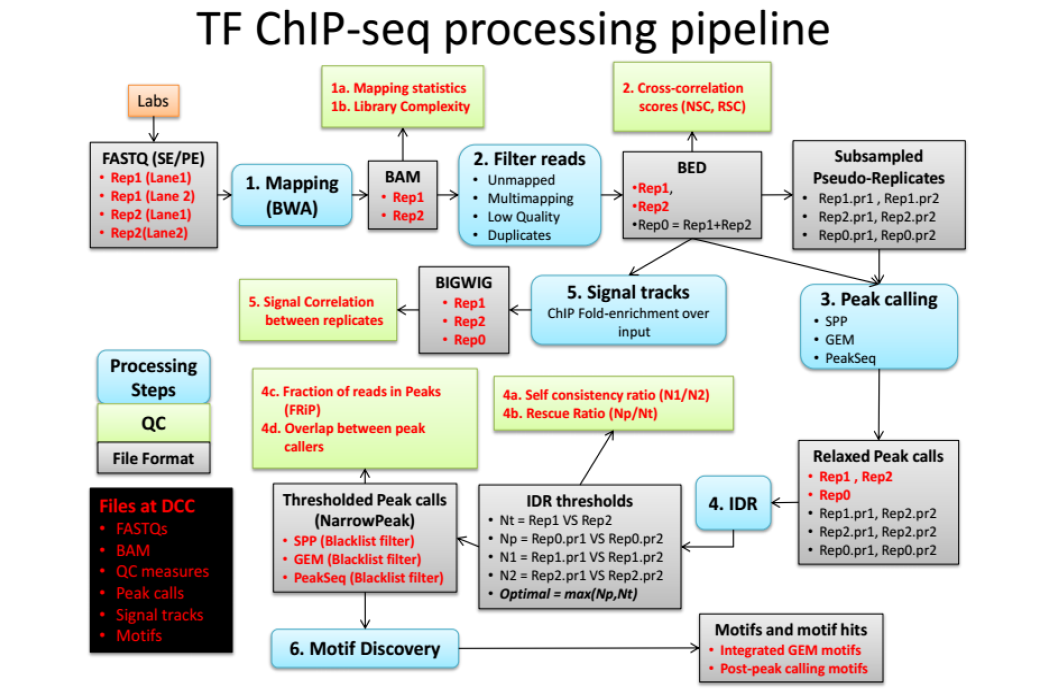 TF ChIP-seq processing pipeline
Labs
1a. Mapping statistics
1b. Library Complexity
2. Cross-correlation
scores (NSC, RSC)
FASTQ (SE/PE)
• Rep1 (Lane1)
• Rep1 (Lane 2)
• Rep2 (Lane1)
• Rep2(Lane2)
1. Mapping
(BWA)
BAM
• Rep1
• Rep2
2. Filter reads
• Unmapped
• Multimapping
• Low Quality
• Duplicates
BED
•Rep1,
•Rep2
•Rep0 = Rep1+Rep2
Subsampled
Pseudo-Replicates
• Rep1.pr1 , Rep1.pr2
• Rep2.pr1, Rep2.pr2
• Rep0.pr1, Rep0.pr2
5. Signal Correlation
between replicates
BIGWIG
• Rep1
• Rep2
• Rep0
5. Signal tracks
ChIP Fold-enrichment over
input
3. Peak calling
• SPP
• GEM
• PeakSeq
Processing
Steps
QC
File Format
4c. Fraction of reads in Peaks
(FRiP)
4d. Overlap between peak
callers
4a. Self consistency ratio (N1/N2)
4b. Rescue Ratio (Np/Nt)
Relaxed Peak calls
• Rep1 , Rep2
• Rep0
• Rep1.pr1, Rep2.pr2
• Rep2.pr1, Rep2.pr2
• Rep0.pr1, Rep0.pr2
4. IDR
IDR thresholds
• Nt = Rep1 VS Rep2
• Np = Rep0.pr1 VS Rep0.pr2
• N1 = Rep1.pr1 VS Rep1.pr2
• N2 = Rep2.pr1 VS Rep2.pr2
• Optimal = max(Np,Nt)
Thresholded Peak calls
(NarrowPeak)
• SPP (Blacklist filter)
• GEM (Blacklist filter)
• PeakSeq (Blacklist filter)
Files at DCC
• FASTQs
• BAM
• QC measures
• Peak calls
• Signal tracks
• Motifs
6. Motif Discovery
Motifs and motif hits
• Integrated GEM motifs
• Post-peak calling motifs